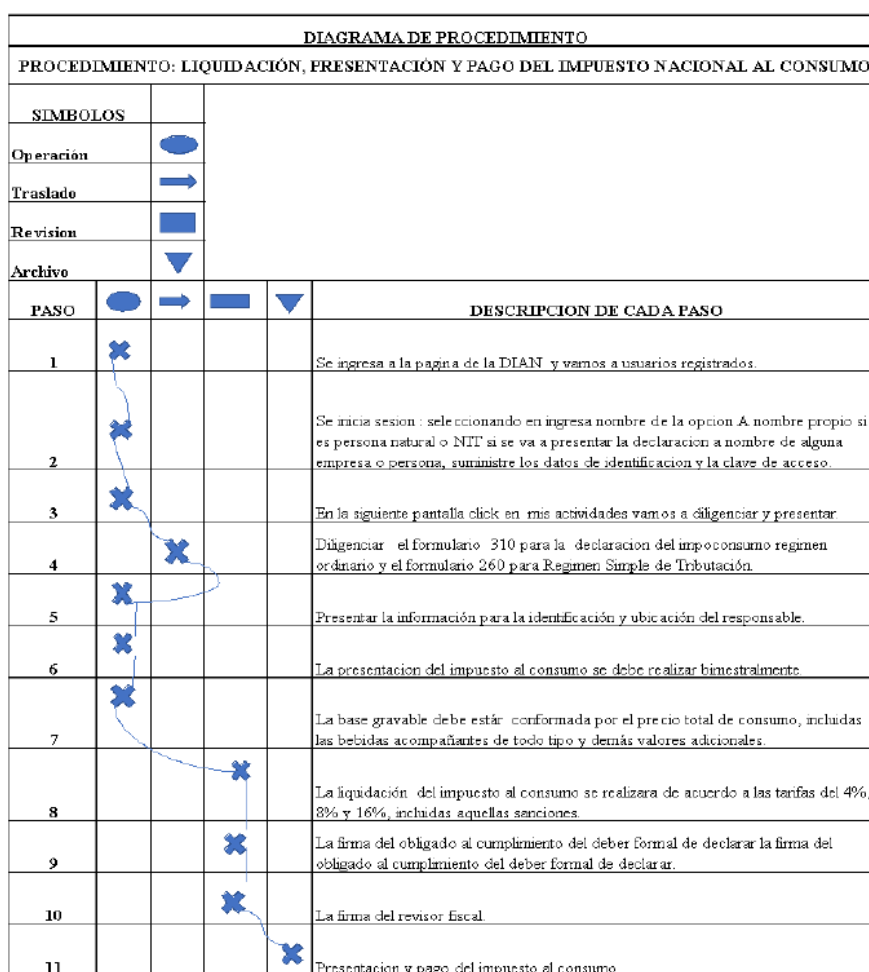 DIAGRAMA DE PROCEDIMIENTO
PROCEDIMIENTO: LIQUIDACIÓN, PRESENTACIÓN Y PAGO DEL IMPUESTO NACIONAL AL CONSUMO
SIMBOLOS
Operación
Traslado
Revision
Archivo
PASO DESCRIPCION DE CADA PASO
1 Se ingresa a la pagina de la DIAN y vamos a usuarios registrados.
Se inicia sesion : seleccionando en ingresa nombre de la opcion A nombre propio si
es persona natural o NIT si se va a presentar la declaracion a nombre de alguna
2 empresa o persona, suministre los datos de identificacion y la clave de acceso.
3 En la siguiente pantalla click en mis actividades vamos a diligenciar y presentar.
Diligenciar el formulario 310 para la declaracion del impoconsumo regimen
4 ordinario y el formulario 260 para Regimen Simple de Tributación.
5 Presentar la información para la identificación y ubicación del responsable.
6 La presentacion del impuesto al consumo se debe realizar bimestralmente.
La base gravable debe estár conformada por el precio total de consumo, incluidas
7 las bebidas acompañantes de todo tipo y demás valores adicionales.
La liquidación del impuesto al consumo se realizara de acuerdo a las tarifas del 4%,
8 8% y 16%, incluidas aquellas sanciones.
La firma del obligado al cumplimiento del deber formal de declarar la firma del
9 obligado al cumplimiento del deber formal de declarar.
10 La firma del revisor fiscal.
11 Presentacion y pago del impuesto al consumo